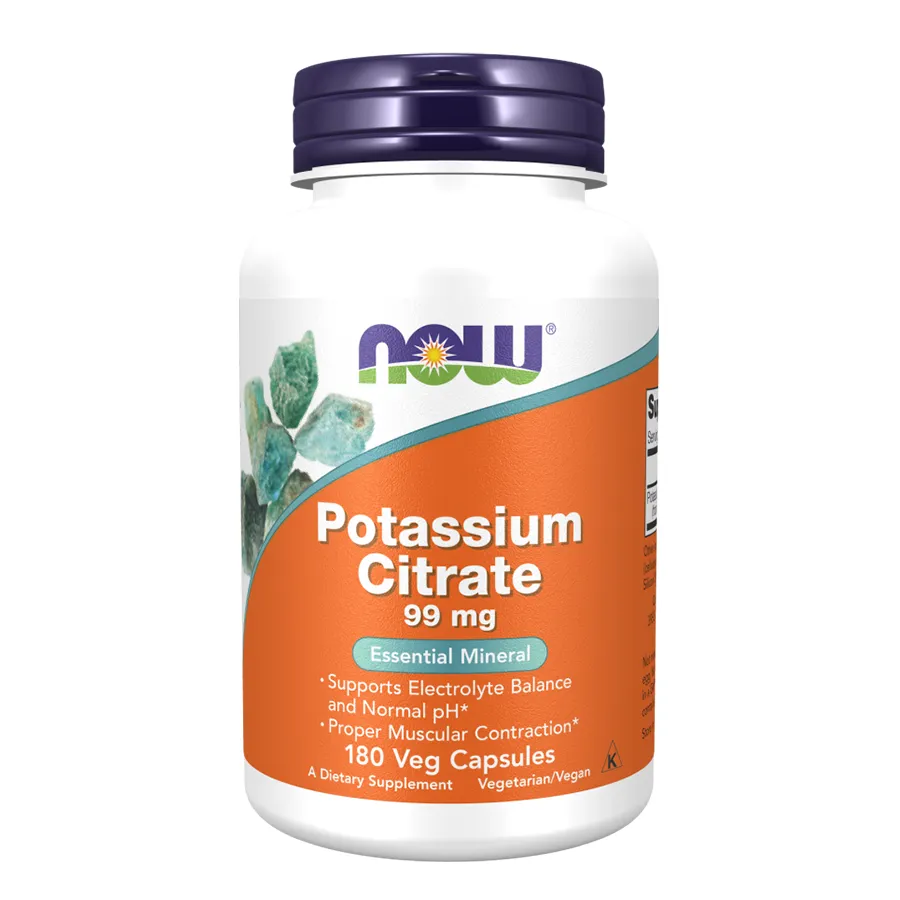 NOW®
Potassium
Citrate
99 mg
Essential Mineral
• Supports Electrolyte Balance
and Normal pH*
• Proper Muscular Contraction*
180 Veg Capsules
A Dietary Supplement Vegetarian/Vegan
K